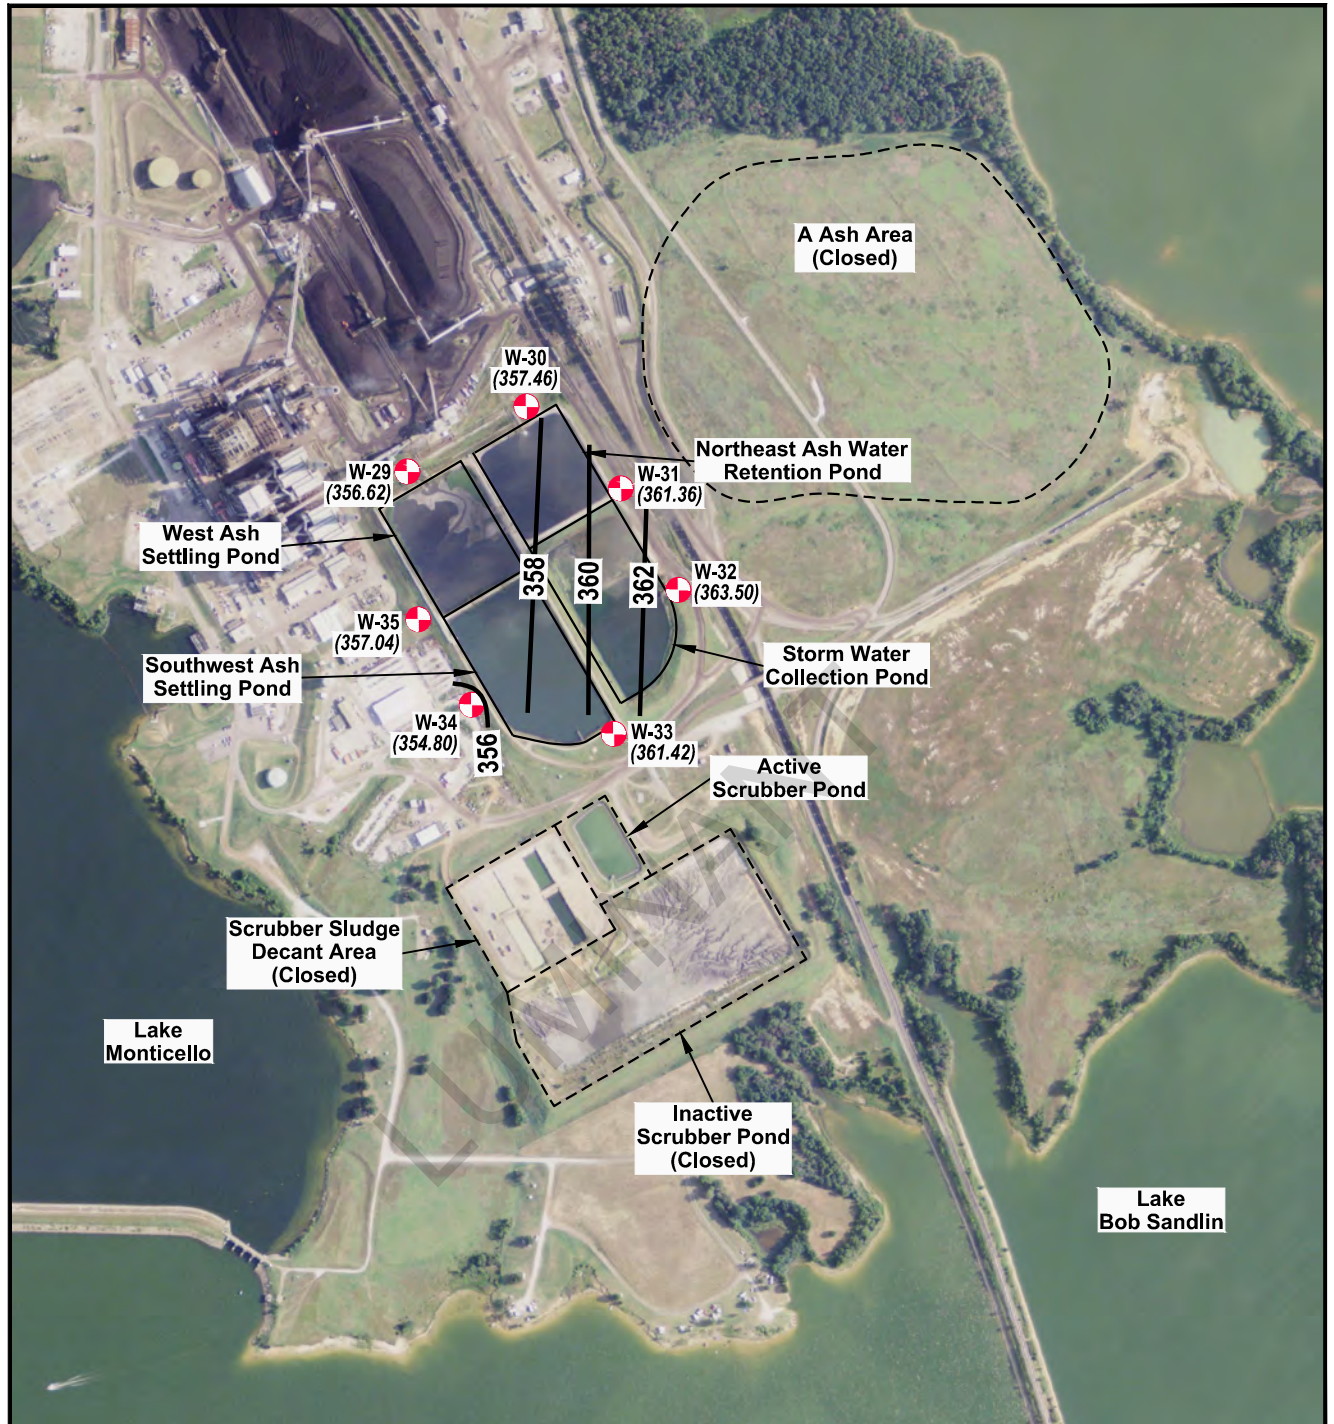 A Ash Area
(Closed)
W-30
(357.46)
Northeast Ash Water
Retention Pond
W-29
(356.62)
W-31
(361.36)
West Ash
Settling Pond
358
360
362
W-32
(363.50)
W-35
(357.04)
Southwest Ash
Settling Pond
Storm Water
Collection Pond
W-34
(354.80)
356
W-33
(361.42)
Active
Scrubber Pond
Scrubber Sludge
Decant Area
(Closed)
Lake
Monticello
Inactive
Scrubber Pond
(Closed)
Lake
Bob Sandlin
LUMINANT